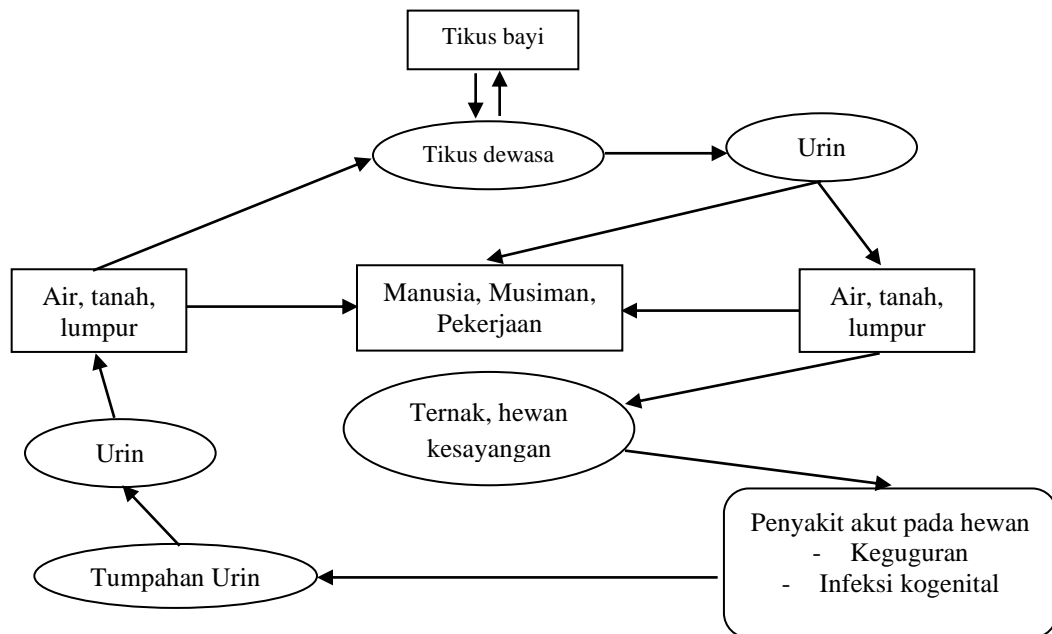 Tikus bayi
Tikus dewasa
Urin
Air, tanah,
lumpur
Manusia, Musiman,
Pekerjaan
Air, tanah,
lumpur
Ternak, hewan
kesayangan
Urin
Penyakit akut pada hewan
- Keguguran
- Infeksi kogenital
Tumpahan Urin